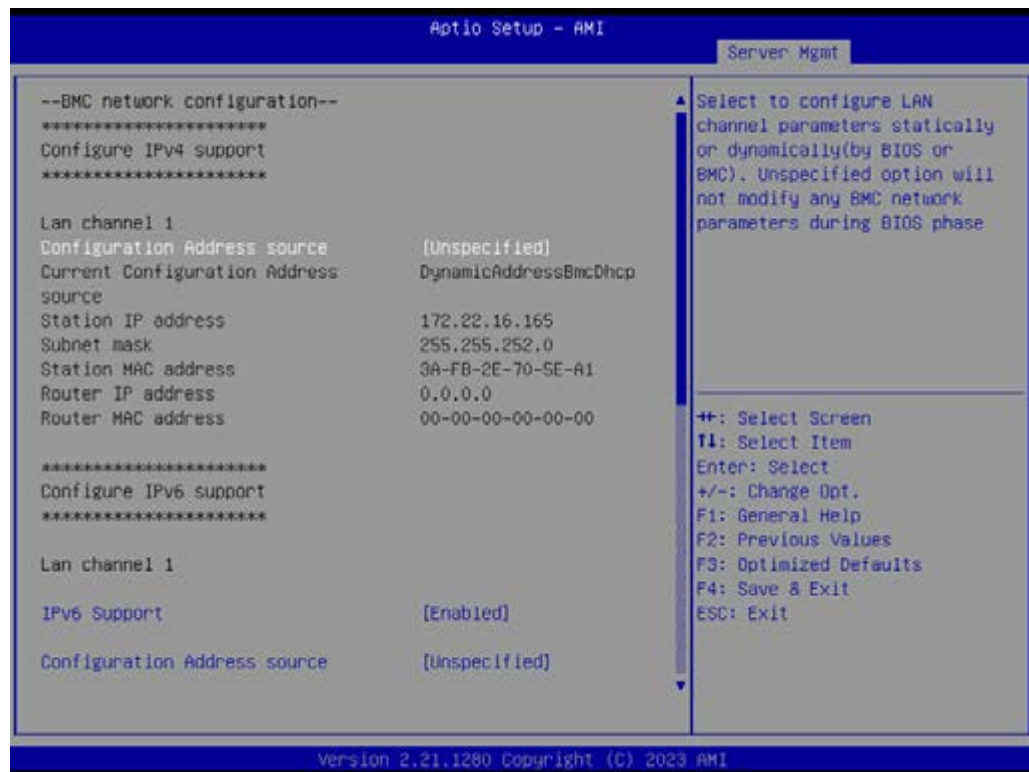 Aptio Setup - AMI
Server Mgmt
--BMC network configuration--
**********************
Configure IPv4 support
**********************
Lan channel 1
Configuration Address source [Unspecified]
Current Configuration Address DynamicAddressBmcDhcp
source
Station IP address 172.22.16.165
Subnet mask 255.255.252.0
Station MAC address 3A-FB-2E-70-5E-A1
Router IP address 0.0.0.0
Router MAC address 00-00-00-00-00-00
**********************
Configure IPv6 support
**********************
Lan channel 1
IPv6 Support [Enabled]
Configuration Address source [Unspecified]
Select to configure LAN
channel parameters statically
or dynamically(by BIOS or
BMC). Unspecified option will
not modify any BMC network
parameters during BIOS phase
→←: Select Screen
↑↓: Select Item
Enter: Select
+/-: Change Opt.
F1: General Help
F2: Previous Values
F3: Optimized Defaults
F4: Save & Exit
ESC: Exit
Version 2.21.1280 Copyright (C) 2023 AMI